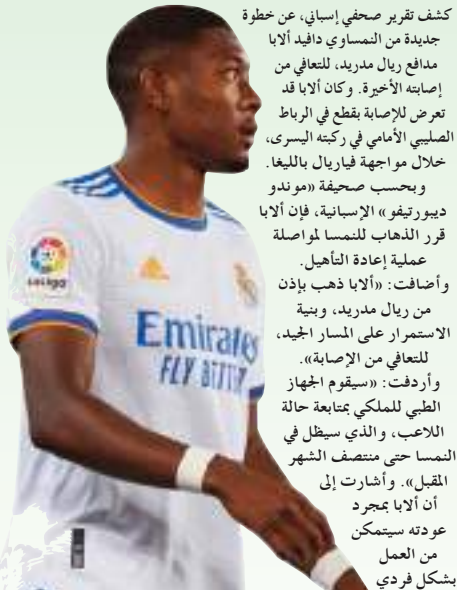 كشف تقرير صحفي إسباني، عن خطوة
جديدة من النمساوي دافيد ألابا
مدافع ريال مدريد، للتعافي من
إصابته الأخيرة. وكان ألابا قد
تعرض للإصابة بقطع في الرباط
الصليبي الأمامي في ركبته اليسرى،
خلال مواجهة فياريال بالليغا.
وبحسب صحيفة «موندو
ديبورتيفو» الإسبانية، فإن ألابا
قرر الذهاب للنمسا لمواصلة
عملية إعادة التأهيل.
وأضافت: «ألابا ذهب بإذن
من ريال مدريد، وبنية
الاستمرار على المسار الجيد،
للتعافي من الإصابة».
وأردفت: «سيقوم الجهاز
الطبي للملكي بمتابعة حالة
اللاعب، والذي سيظل في
النمسا حتى منتصف الشهر
المقبل». وأشارت إلى
أن ألابا بمجرد
عودته سيتمكن
من العمل
بشكل فردي
LaLiga
Emirates
FLY BETTER